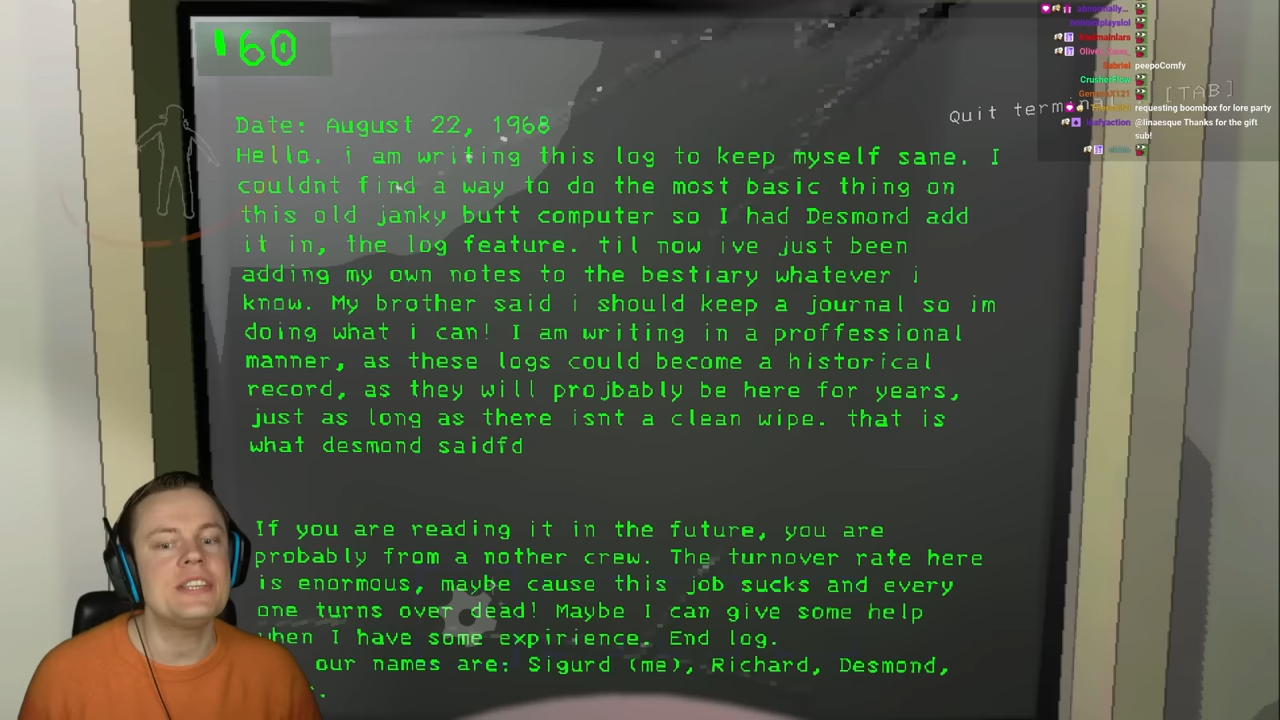 60
abnormally...
Quit terminal [TAB]
Oliver
Gabriel peepoComfy
CrusherFlow
requesting boombox for lore party
leafyaction @linaesque Thanks for the gift
sub!
Date: August 22, 1968
Hello. i am writing this log to keep myself sane. I
couldnt find a way to do the most basic thing on
this old janky butt computer so I had Desmond add
it in, the log feature. til now ive just been
adding my own notes to the bestiary whatever i
know. My brother said i should keep a journal so im
doing what i can! I am writing in a proffessional
manner, as these logs could become a historical
record, as they will projbably be here for years,
just as long as there isnt a clean wipe. that is
what desmond saidfd
If you are reading it in the future, you are
probably from a nother crew. The turnover rate here
is enormous, maybe cause this job sucks and every
one turns over dead! Maybe I can give some help
when I have some expirience. End log.
our names are: Sigurd (me), Richard, Desmond,